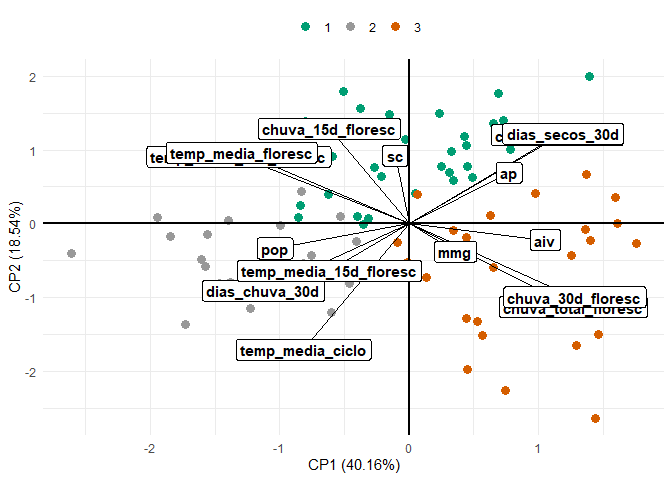 1 2 3
2
1
0
-1
-2
CP2 (18.54%)
chuva_15d_floresc
dias_secos_30d
temp_media_floresc
sc
ap
aiv
pop
mmg
temp_media_15d_floresc
dias_chuva_30d
chuva_30d_floresc
chuva_total_floresc
temp_media_ciclo
-2 -1 0 1
CP1 (40.16%)